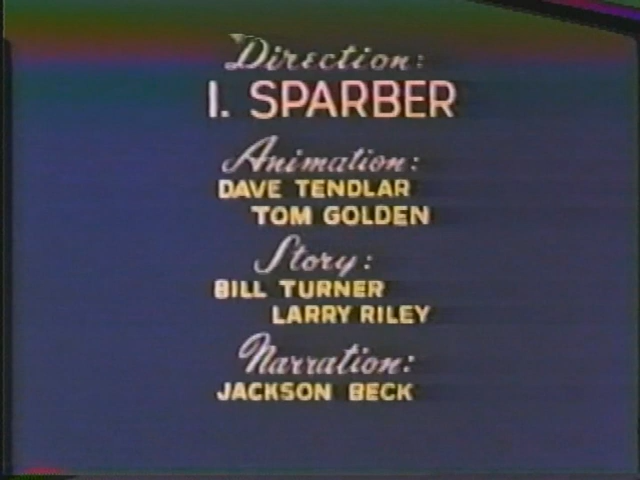 Direction:
I. SPARBER
Animation:
DAVE TENDLAR
TOM GOLDEN
Story:
BILL TURNER
LARRY RILEY
Narration:
JACKSON BECK